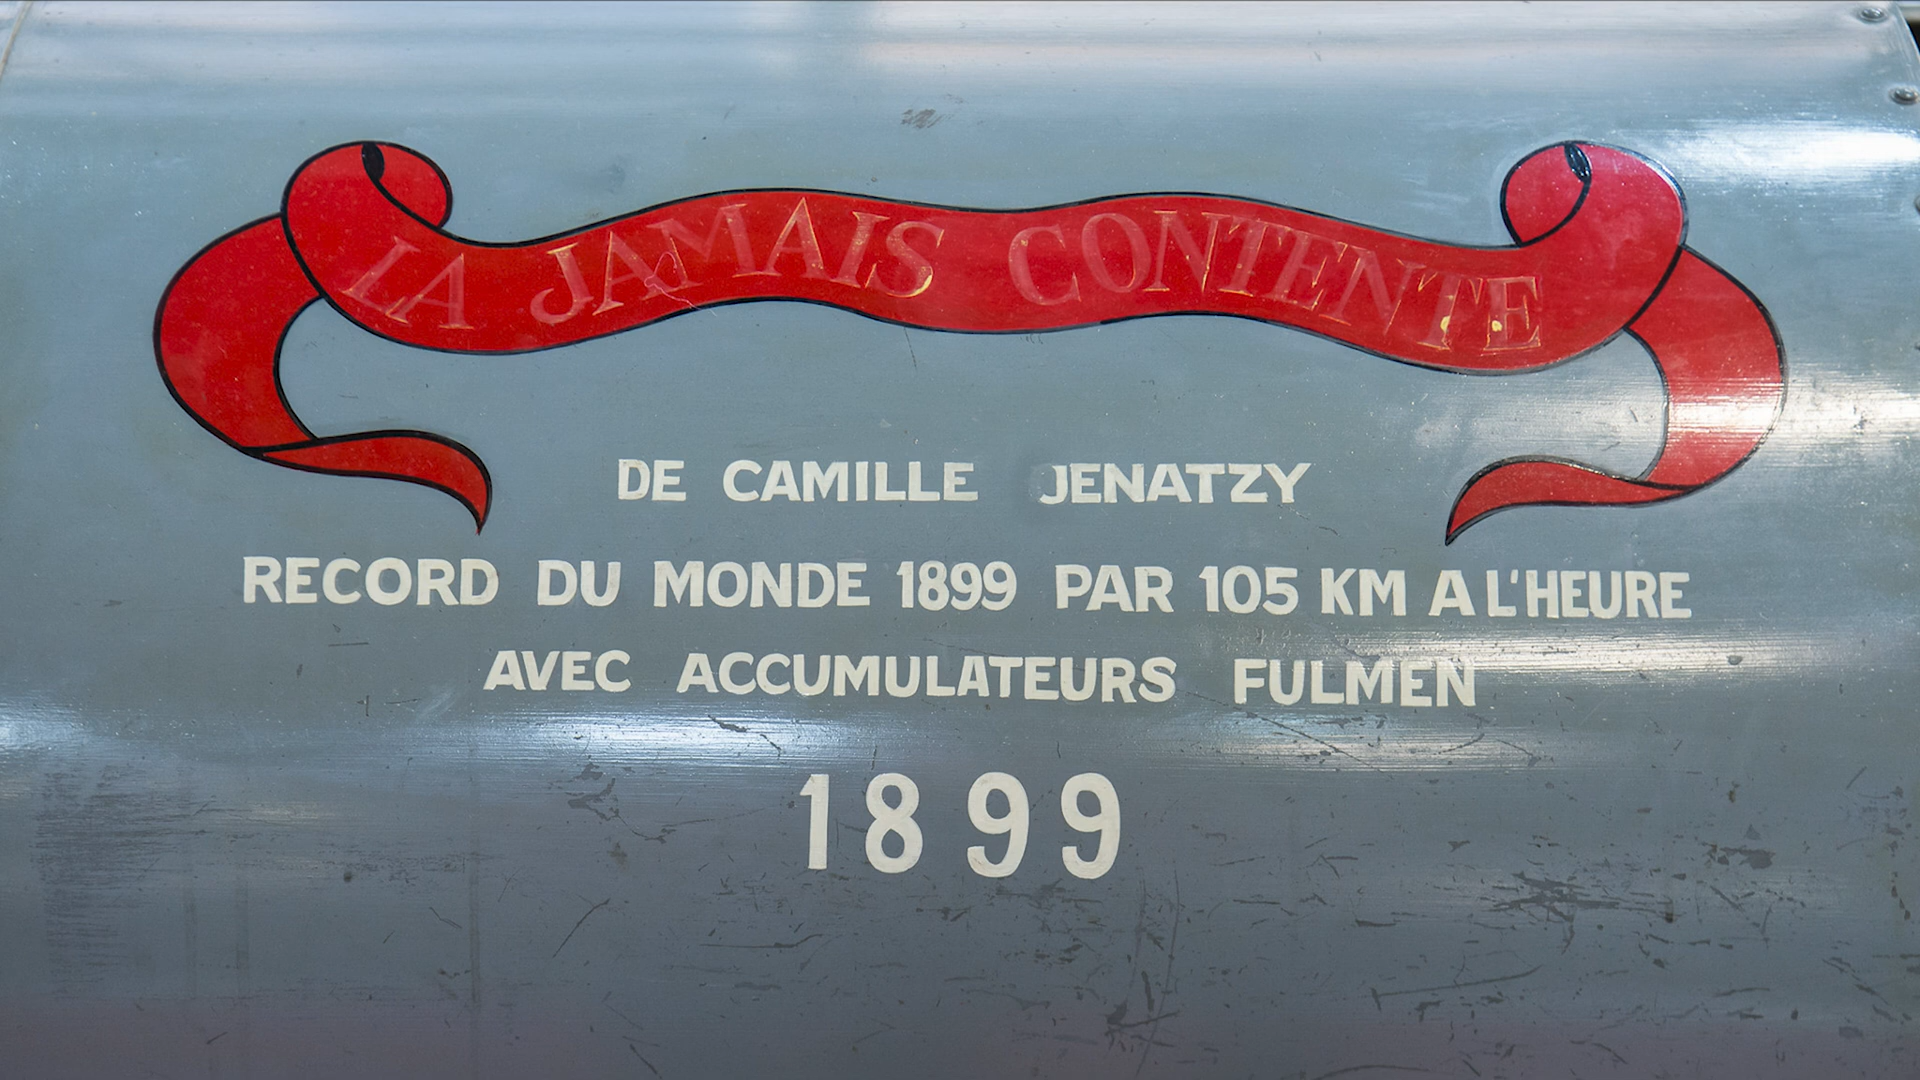 LA JAMAIS CONTENTE
DE CAMILLE JENATZY
RECORD DU MONDE 1899 PAR 105 KM A L'HEURE
AVEC ACCUMULATEURS FULMEN
1899